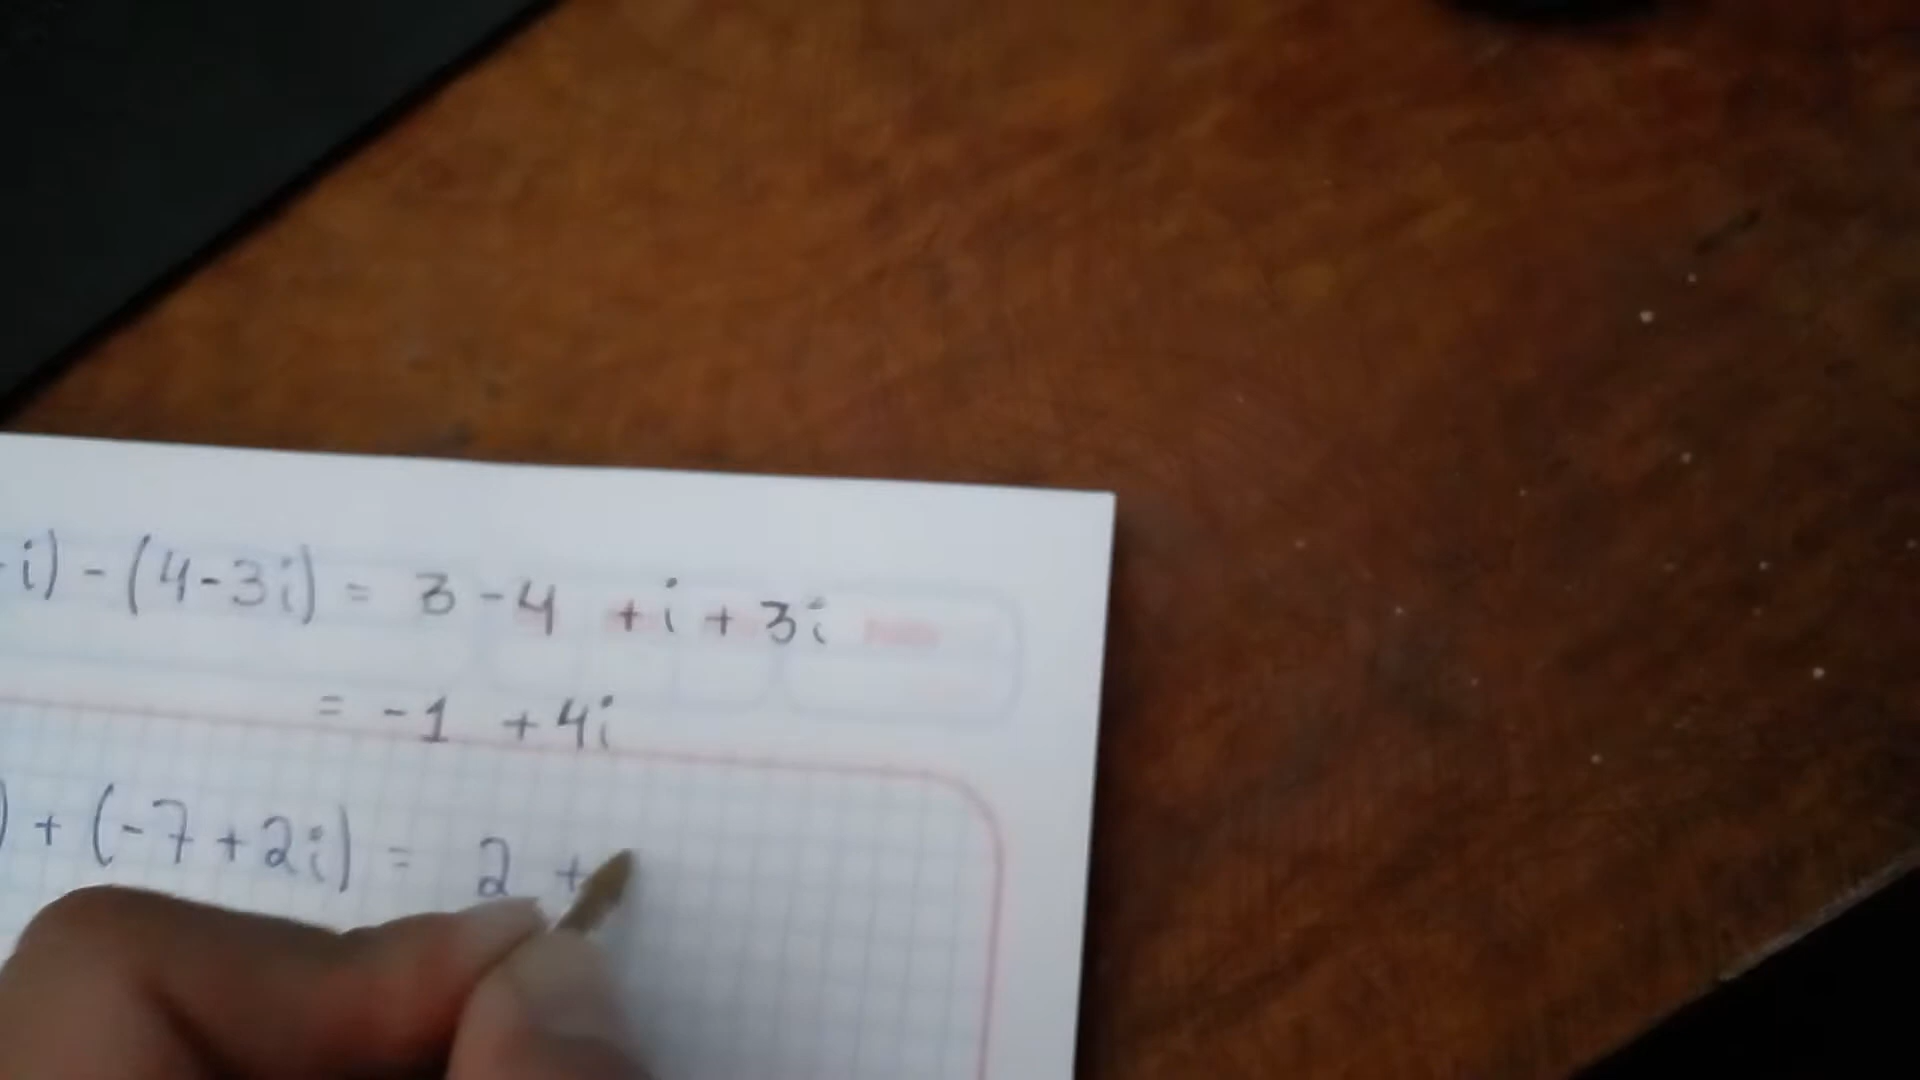 i) - (4-3i) = 3 - 4 + i + 3i
= -1 + 4i
) + (-7 + 2i) = 2 +